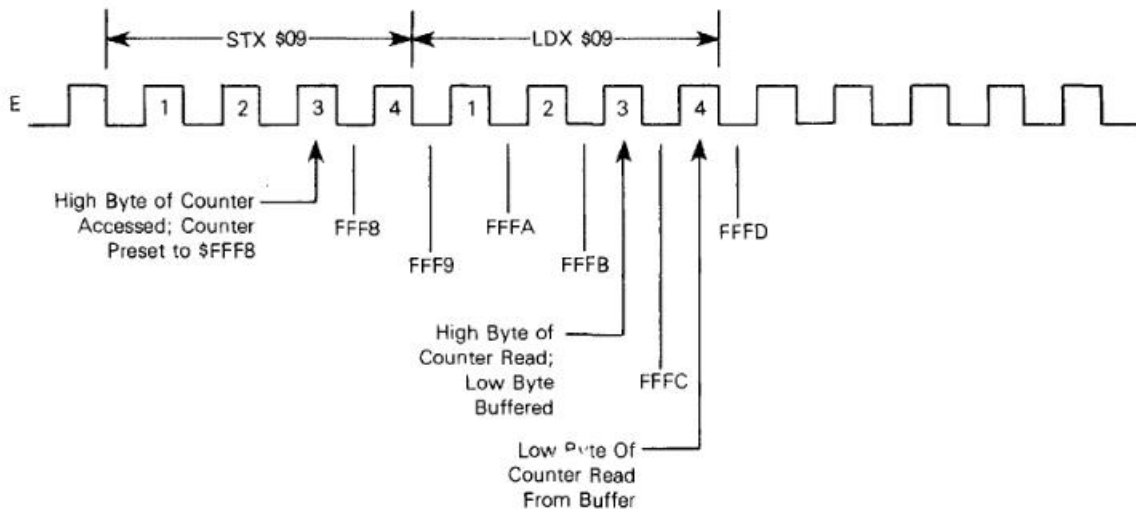 STX $09
LDX $09
E
1
2
3
4
1
2
3
4
High Byte of Counter
Accessed; Counter
Preset to $FFF8
FFF8
FFF9
FFFA
FFFB
FFFD
High Byte of
Counter Read;
Low Byte
Buffered
FFFC
Low Byte Of
Counter Read
From Buffer